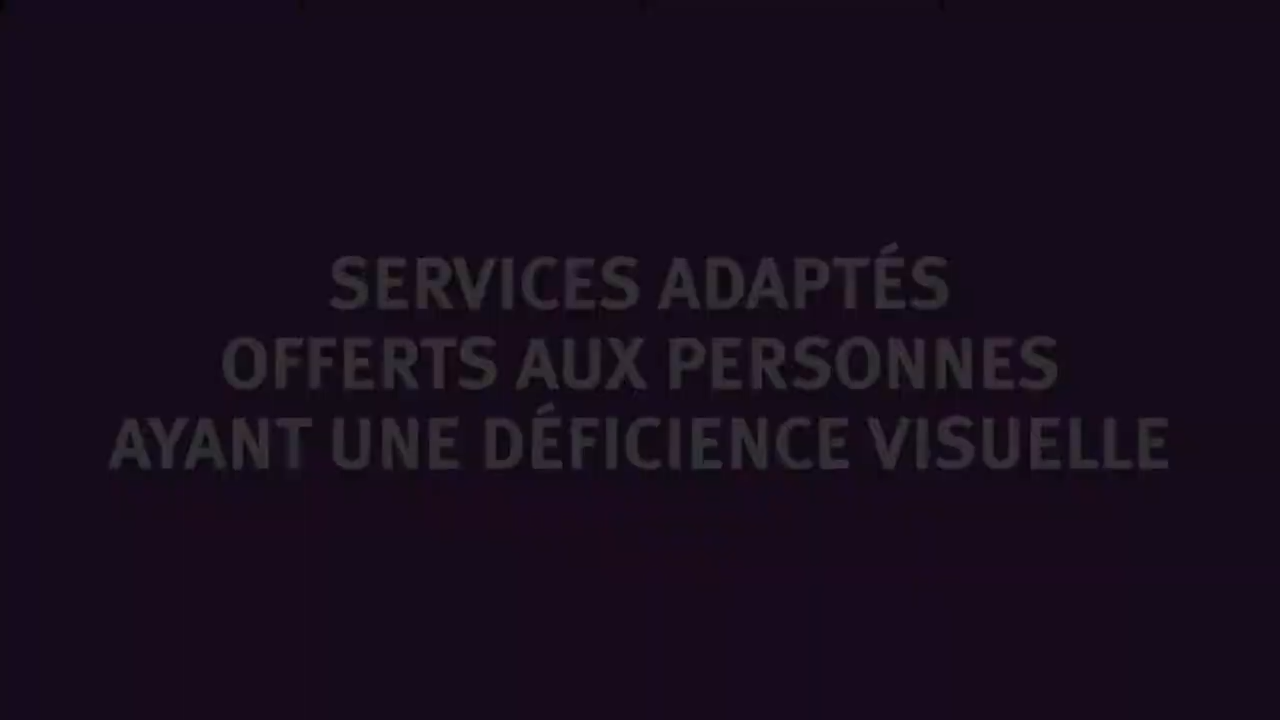 SERVICES ADAPTÉS
OFFERTS AUX PERSONNES
AYANT UNE DÉFICIENCE VISUELLE